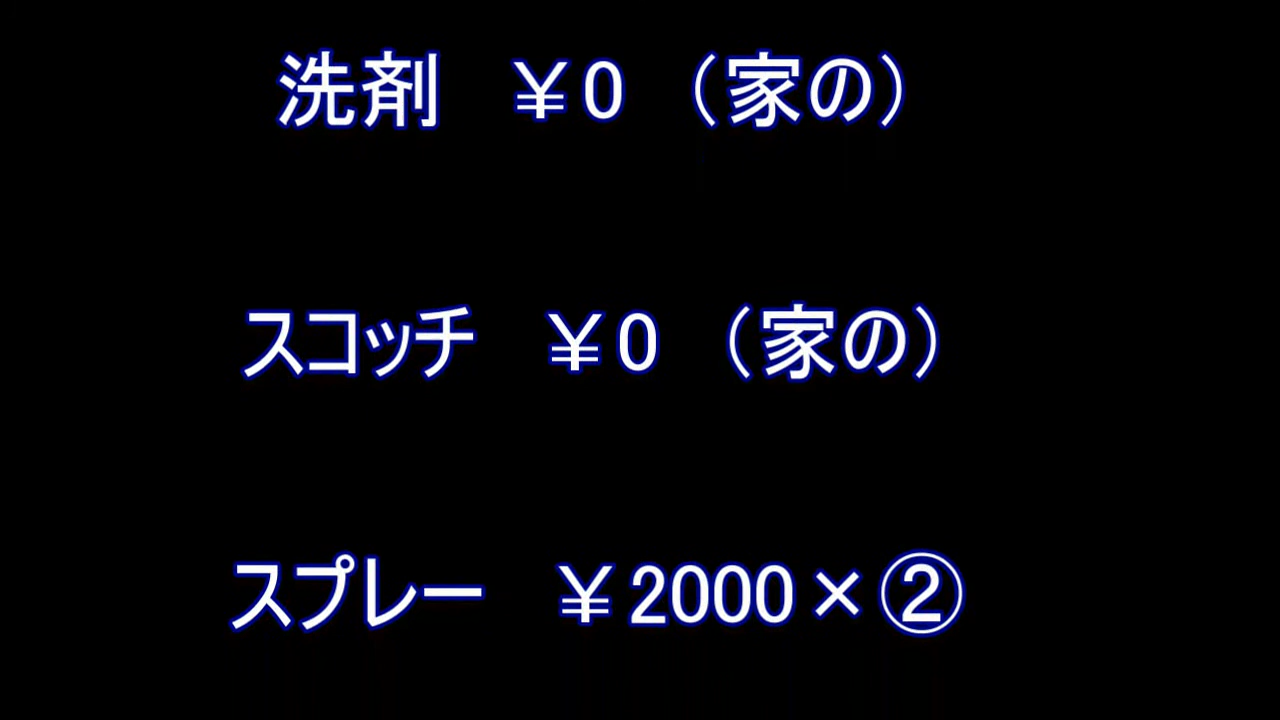 洗剤　￥0　（家の）
スコッチ　￥0　（家の）
スプレー　￥2000×②